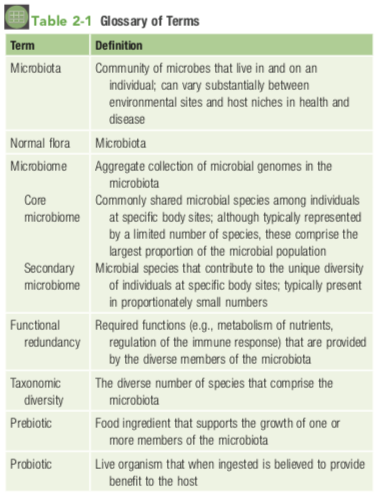 Table 2-1 Glossary of Terms
Term Definition
Microbiota Community of microbes that live in and on an
individual; can vary substantially between
environmental sites and host niches in health and
disease
Normal flora Microbiota
Microbiome Aggregate collection of microbial genomes in the
microbiota
Core Commonly shared microbial species among individuals
microbiome at specific body sites; although typically represented
by a limited number of species, these comprise the
largest proportion of the microbial population
Secondary Microbial species that contribute to the unique diversity
microbiome of individuals at specific body sites; typically present
in proportionately small numbers
Functional Required functions (e.g., metabolism of nutrients,
redundancy regulation of the immune response) that are provided
by the diverse members of the microbiota
Taxonomic The diverse number of species that comprise the
diversity microbiota
Prebiotic Food ingredient that supports the growth of one or
more members of the microbiota
Probiotic Live organism that when ingested is believed to provide
benefit to the host